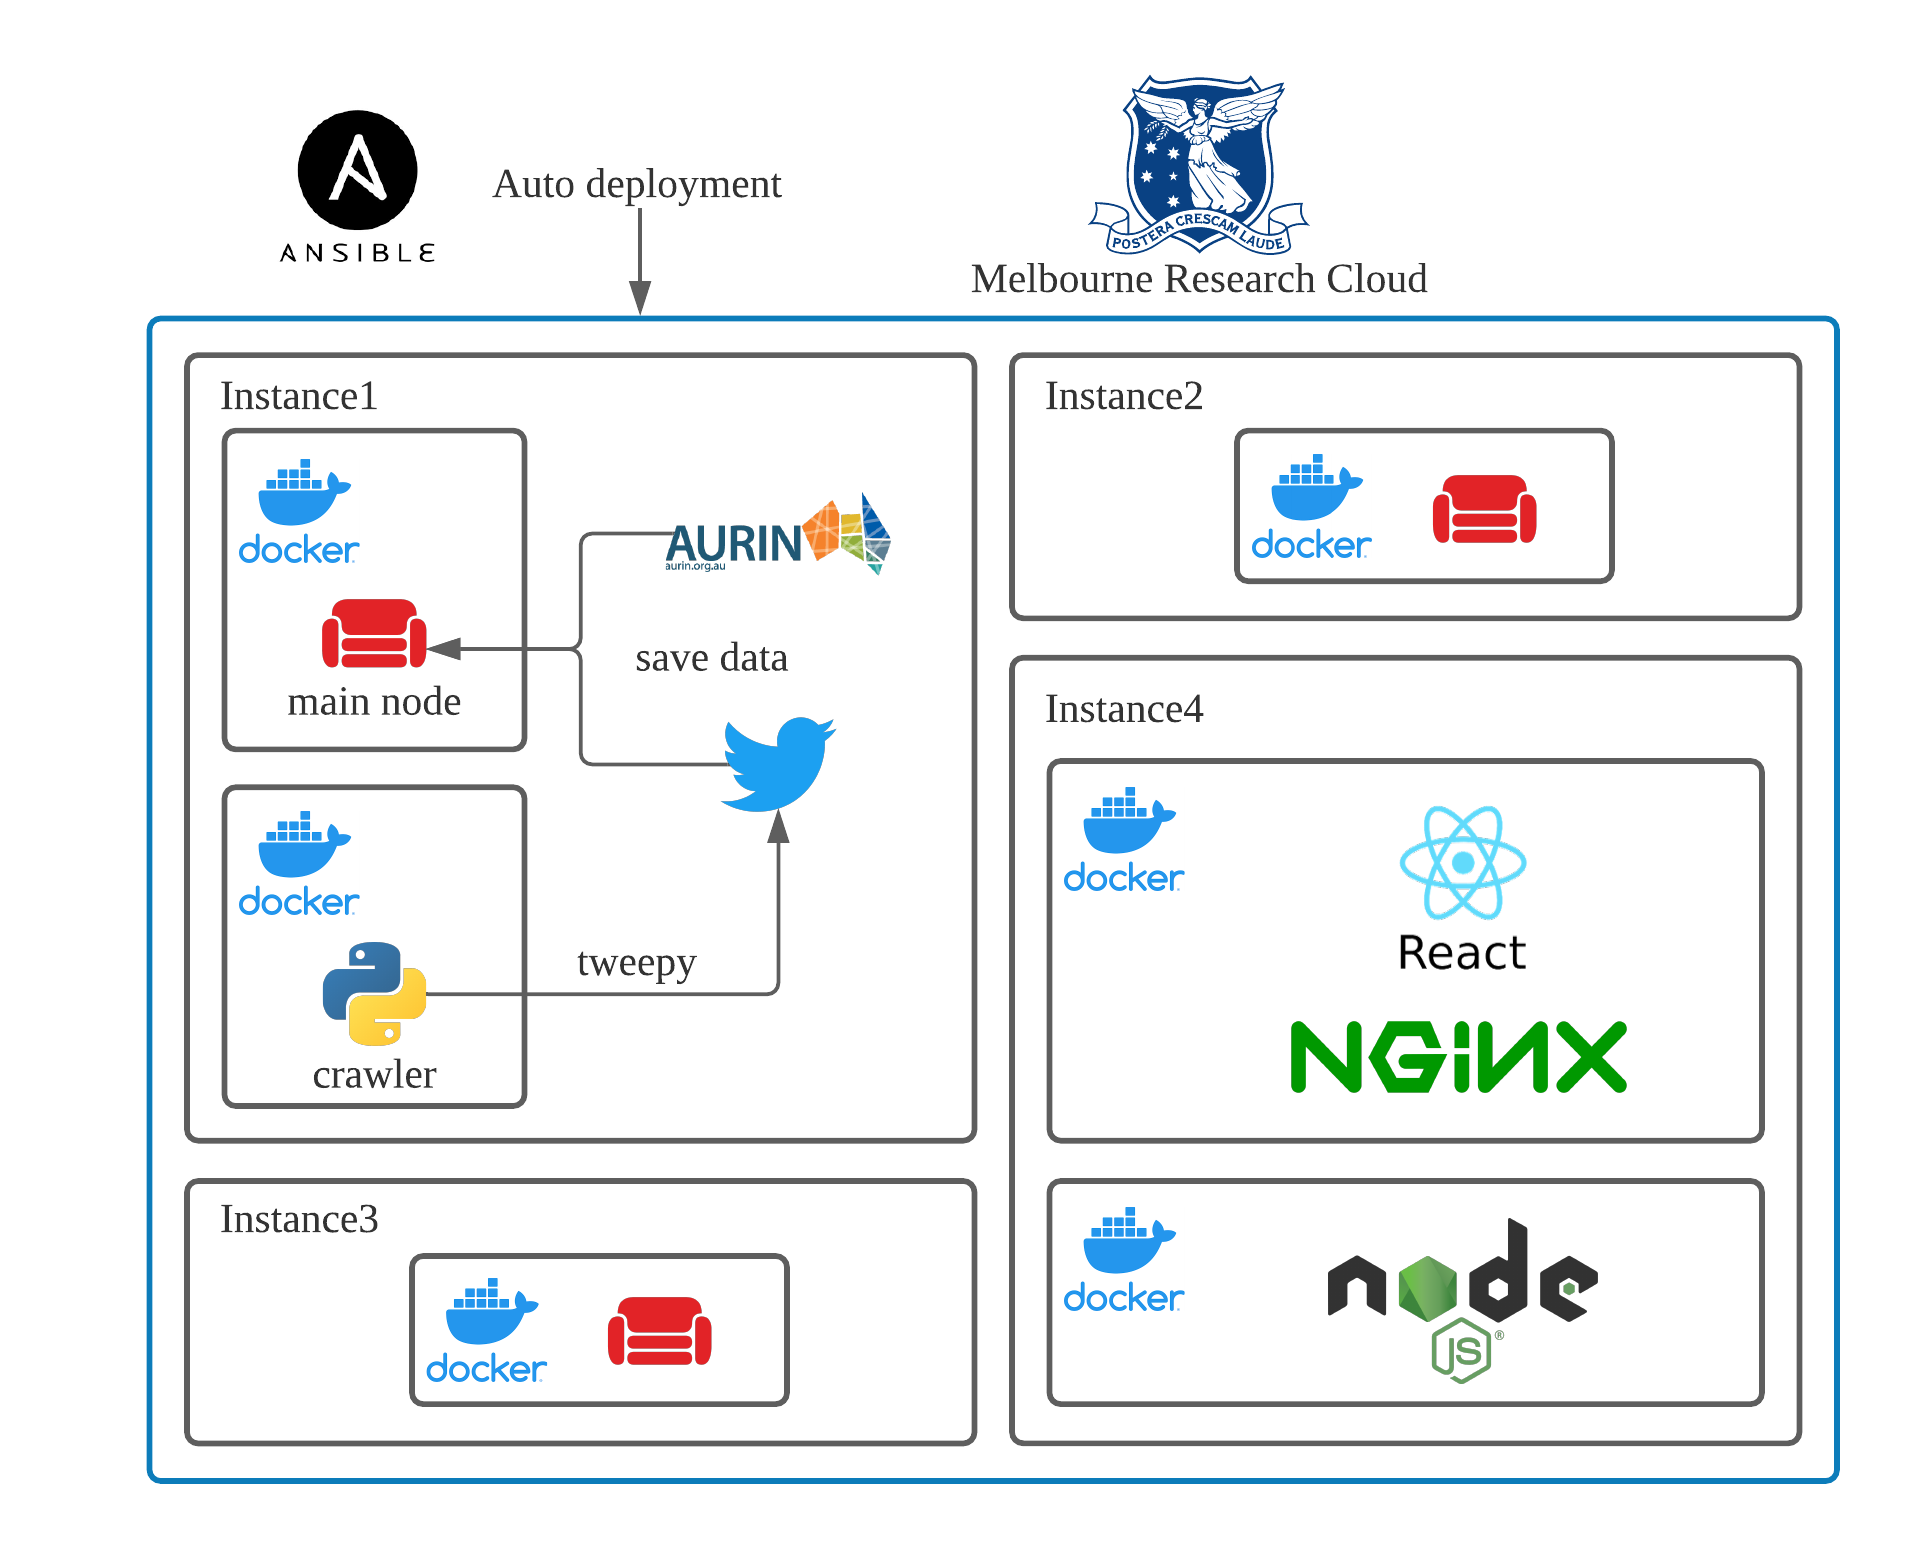 ANSIBLE
Auto deployment
POSTERA CRESCAM LAUDE
Melbourne Research Cloud
Instance1
docker
AURIN
aurin.org.au
save data
main node
docker
tweepy
crawler
Instance2
docker
Instance3
docker
Instance4
docker
React
NGINX
docker
node
JS®